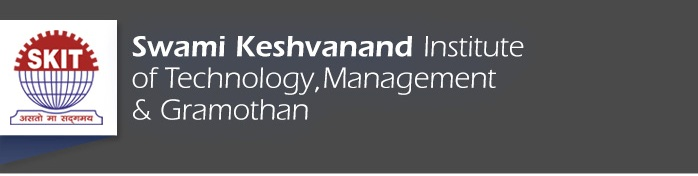 SKIT
असतो मा सद्गमय
Swami Keshvanand Institute
of Technology, Management
& Gramothan